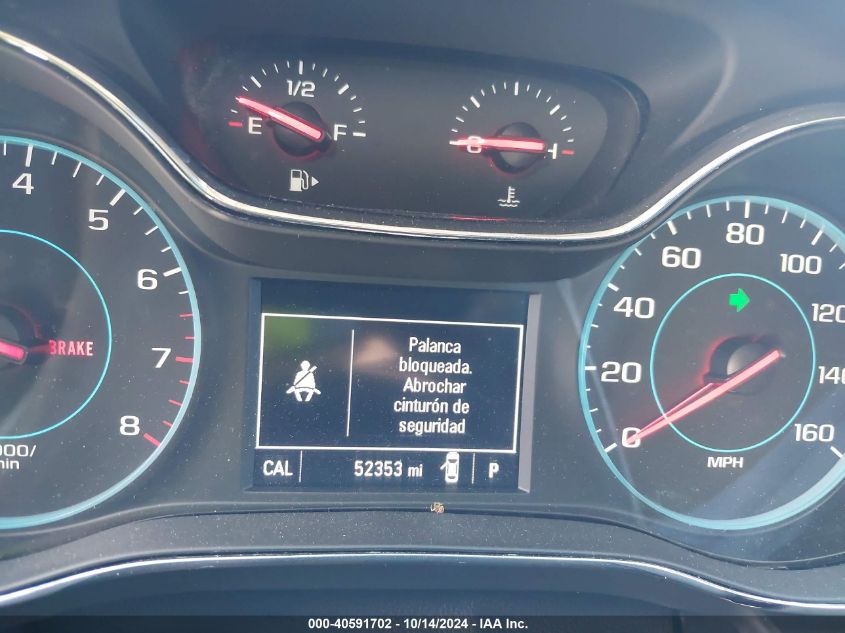 1/2
E
F
C
H
4
5
6
7
8
BRAKE
000/
min
Palanca
bloqueada.
Abrochar
cinturón de
seguridad
CAL
52353 mi
P
0
20
40
60
80
100
120
140
160
MPH
000-40591702 - 10/14/2024 - IAA Inc.